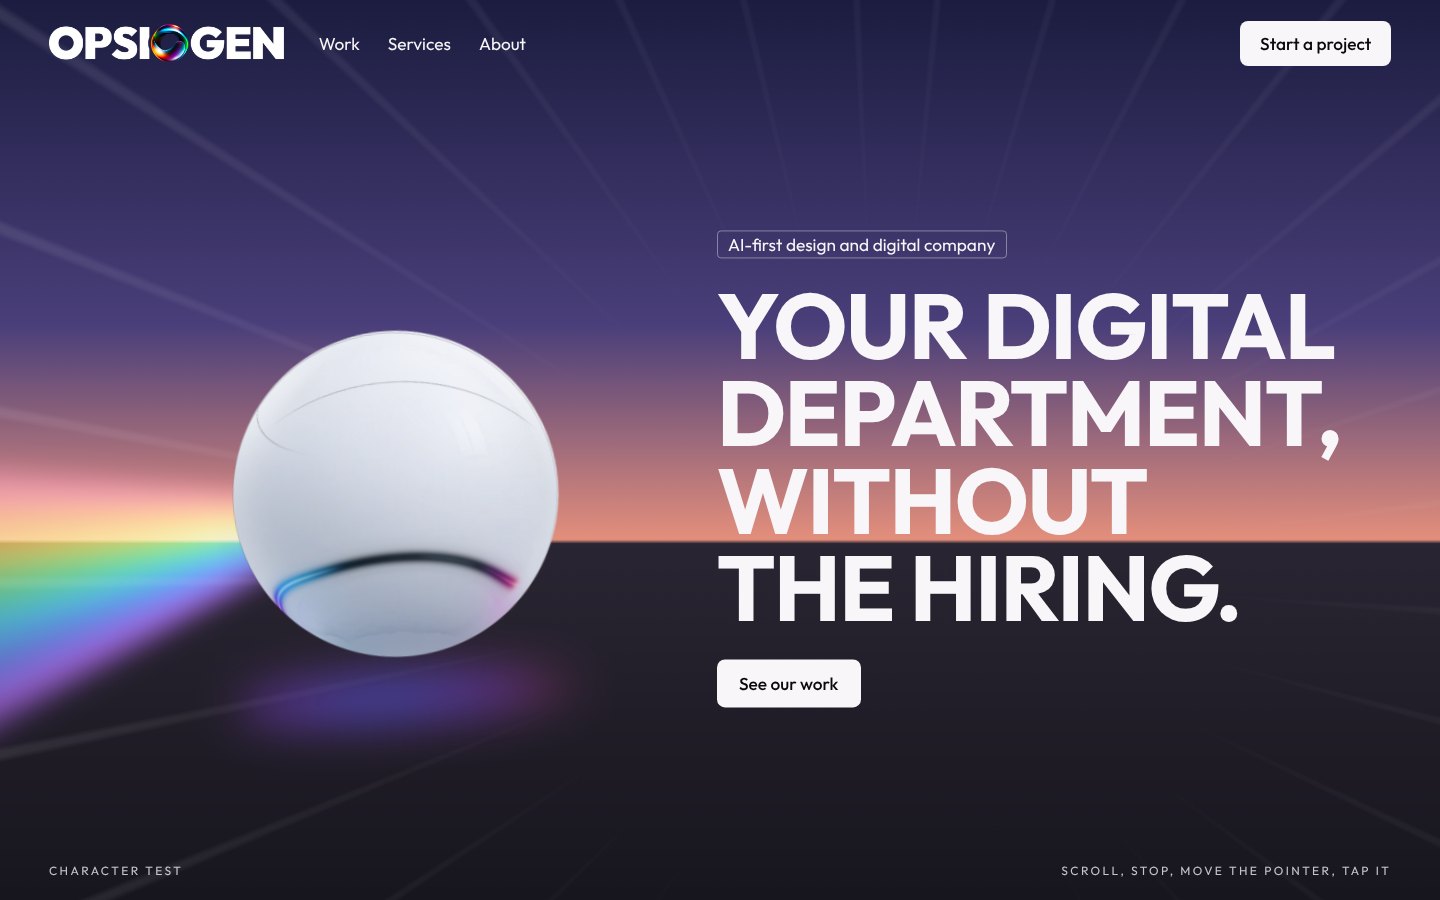 OPSIOGEN
Work
Services
About
Start a project
AI-first design and digital company
YOUR DIGITAL
DEPARTMENT,
WITHOUT
THE HIRING.
See our work
CHARACTER TEST
SCROLL, STOP, MOVE THE POINTER, TAP IT